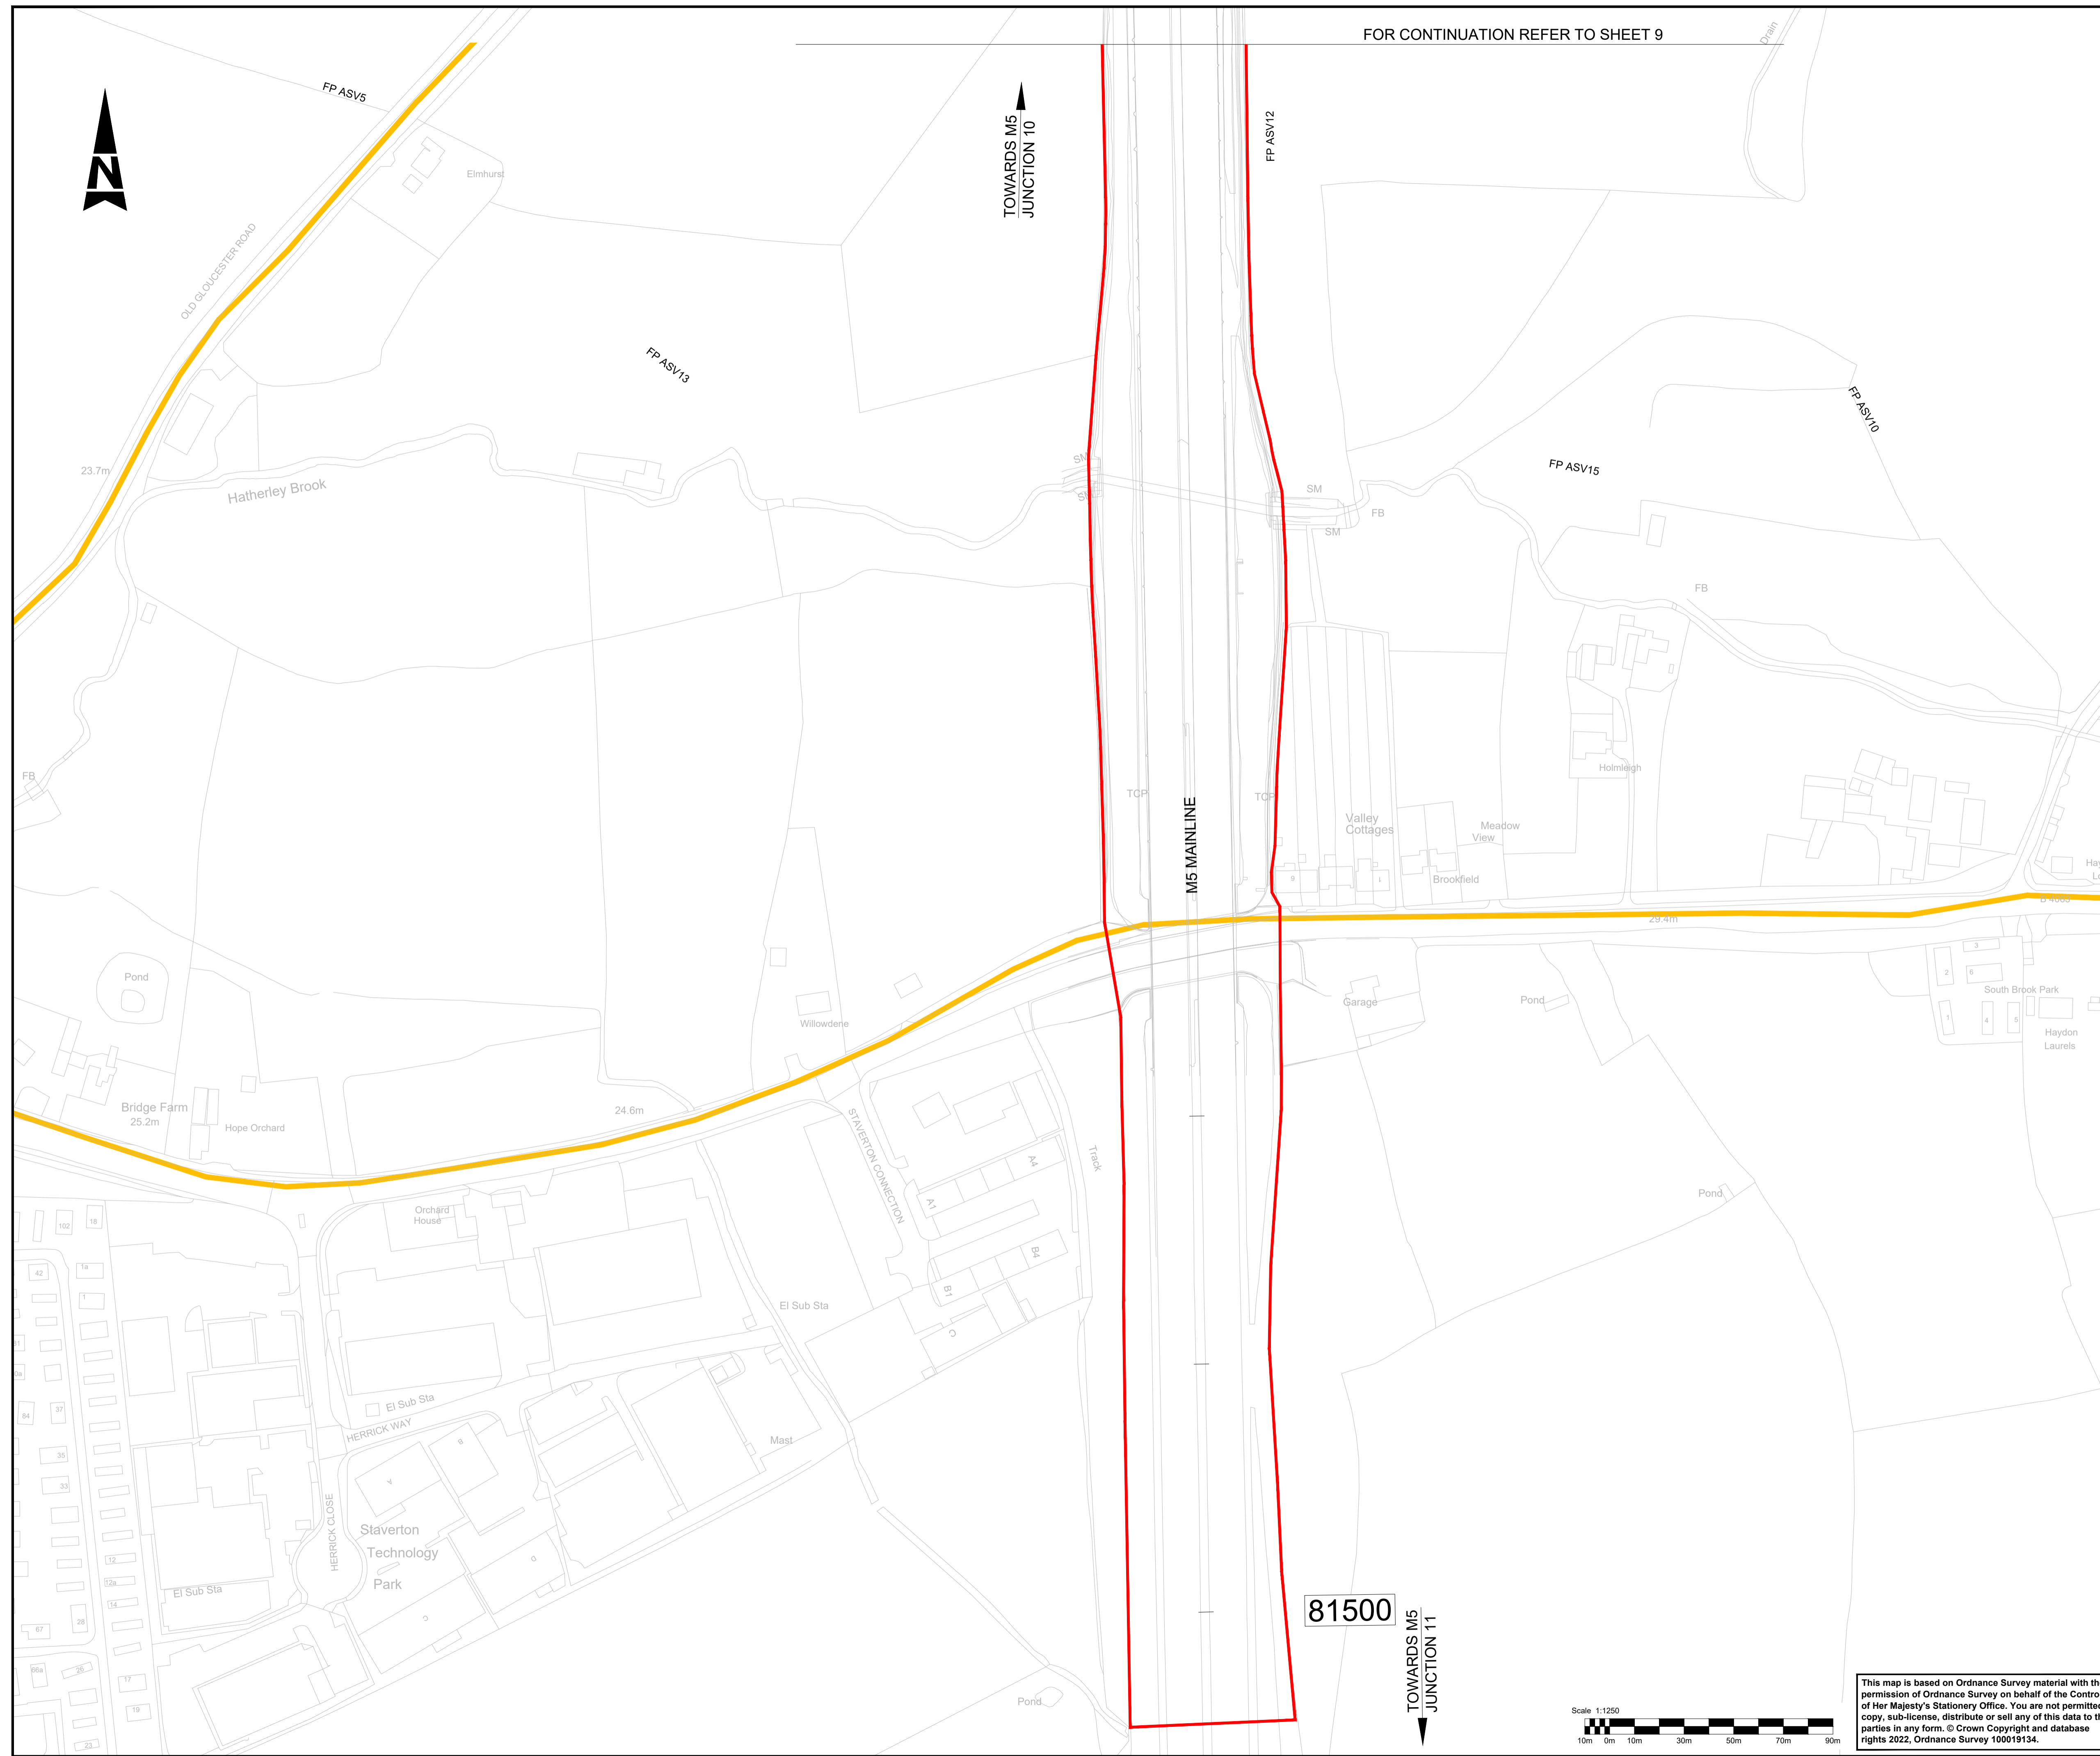 FOR CONTINUATION REFER TO SHEET 9
Drain
FP ASV5
N
TOWARDS M5
JUNCTION 10
FP ASV12
Elmhurst
OLD GLOUCESTER ROAD
FP ASV13
FP ASV10
23.7m
Hatherley Brook
SM
SM
SM
SM
FB
FP ASV15
FB
FB
TCP
TCP
M5 MAINLINE
Holmleigh
Valley
Cottages
Meadow
View
Brookfield
6
1
29.4m
Pond
Willowdene
Garage
Pond
3
2
6
South Brook Park
1
4
5
Haydon
Laurels
Bridge Farm
25.2m
Hope Orchard
24.6m
STAVERTON CONNECTION
Track
A4
A1
B4
B1
C
Pond
Orchard
House
102
16
42
1a
1
El Sub Sta
84
37
El Sub Sta
HERRICK WAY
Mast
35
33
B
A
HERRICK CLOSE
Staverton
Technology
Park
D
C
12
12a
14
El Sub Sta
28
67
66a
26
17
19
23
Pond
81500
TOWARDS M5
JUNCTION 11
Scale 1:1250
10m 0m 10m 30m 50m 70m 90m
This map is based on Ordnance Survey material with
permission of Ordnance Survey on behalf of the
of Her Majesty's Stationery Office. You are not
copy, sub-license, distribute or sell any of this data to
parties in any form. © Crown Copyright and database
rights 2022, Ordnance Survey 100019134.